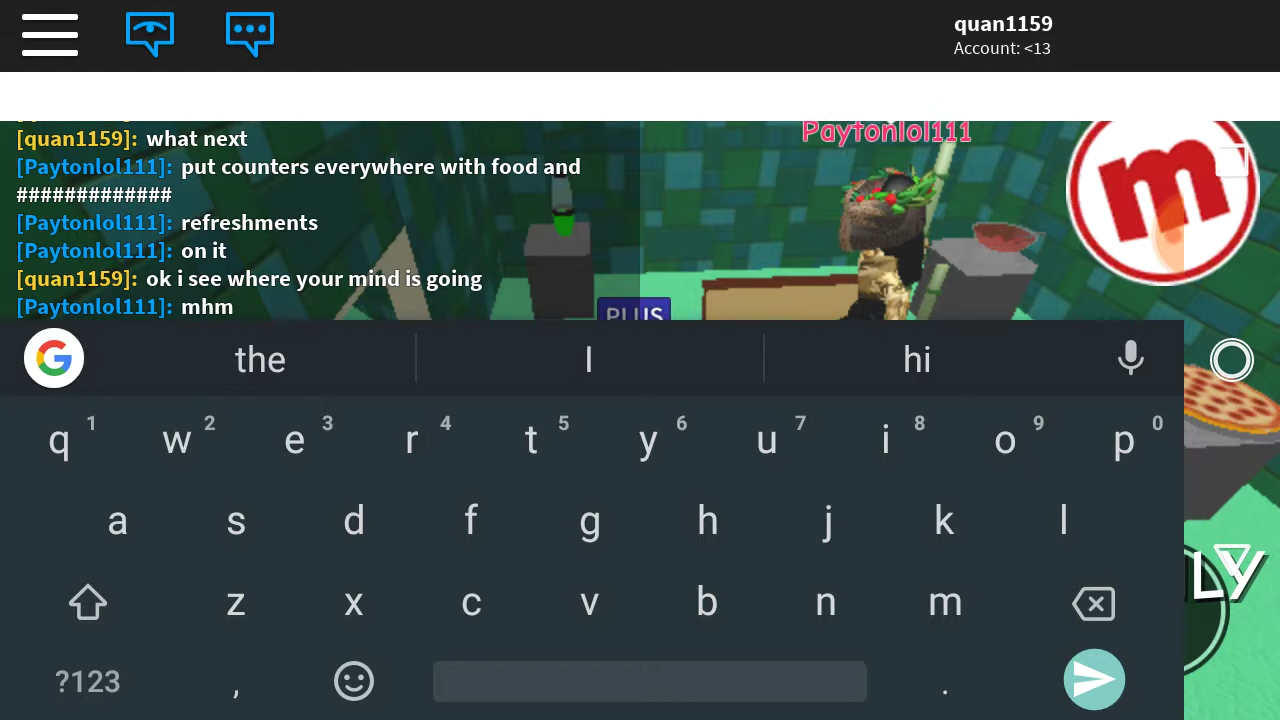 quan1159
Account: <13
[quan1159]: what next
[Paytonlol111]: put counters everywhere with food and
#############
[Paytonlol111]: refreshments
[Paytonlol111]: on it
[quan1159]: ok i see where your mind is going
[Paytonlol111]: mhm
Paytonlol111
m
PLUS
G the I hi
q 1 w 2 e 3 r 4 t 5 y 6 u 7 i 8 o 9 p 0
a s d f g h j k l
z x c v b n m
?123 , .
LY